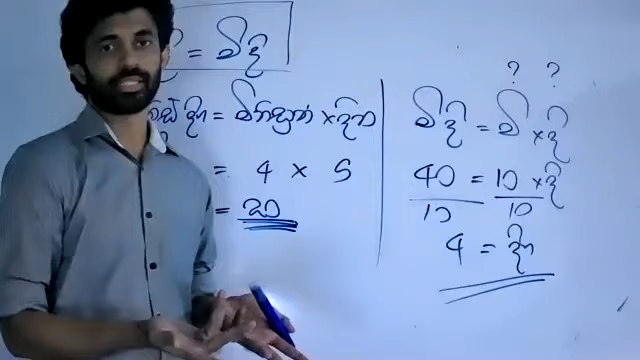 = මිදි
= මිනිසුන් × දින
= 4 × 5
= 20
? ?
මිදි = මි × දි
40 = 10 × දි
10 10
4 = දින